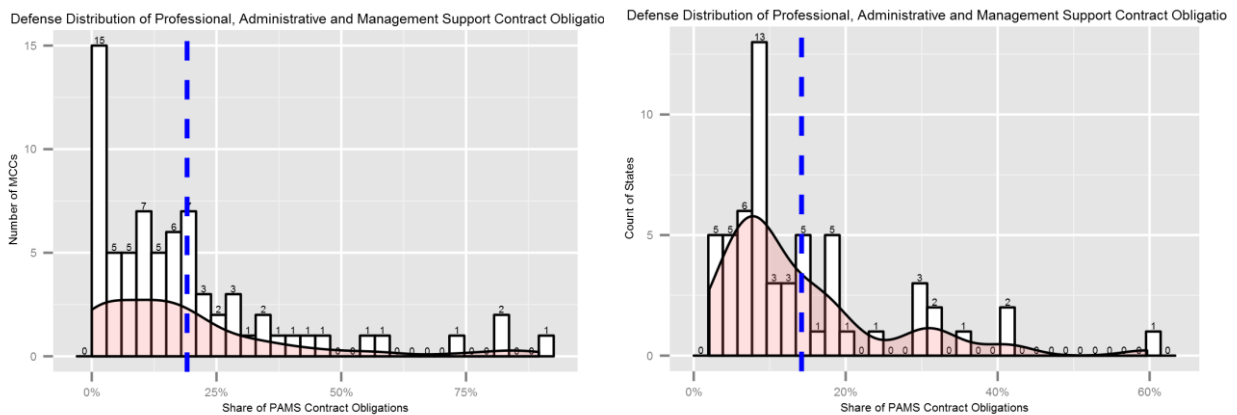 Defense Distribution of Professional, Administrative and Management Support Contract Obligatio
Number of MCCs
15
10
5
0
0 15 5 5 7 5 6 7 3 2 3 1 2 1 1 1 1 0 0 1 1 0 0 0 0 1 0 0 2 0 0 1
0% 25% 50% 75%
Share of PAMS Contract Obligations
Defense Distribution of Professional, Administrative and Management Support Contract Obligatio
Count of States
10
5
0
0 5 5 6 13 3 3 5 1 5 1 0 1 0 0 3 2 0 1 0 0 2 0 0 0 0 0 0 0 0 0 1 0
0% 20% 40% 60%
Share of PAMS Contract Obligations